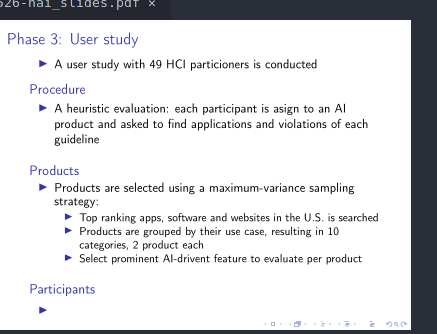 526-hai_slides.pdf ×
Phase 3: User study
▶ A user study with 49 HCI particioners is conducted
Procedure
▶ A heuristic evaluation: each participant is asign to an AI
product and asked to find applications and violations of each
guideline
Products
▶ Products are selected using a maximum-variance sampling
strategy:
▶ Top ranking apps, software and websites in the U.S. is searched
▶ Products are grouped by their use case, resulting in 10
categories, 2 product each
▶ Select prominent AI-drivent feature to evaluate per product
Participants
▶